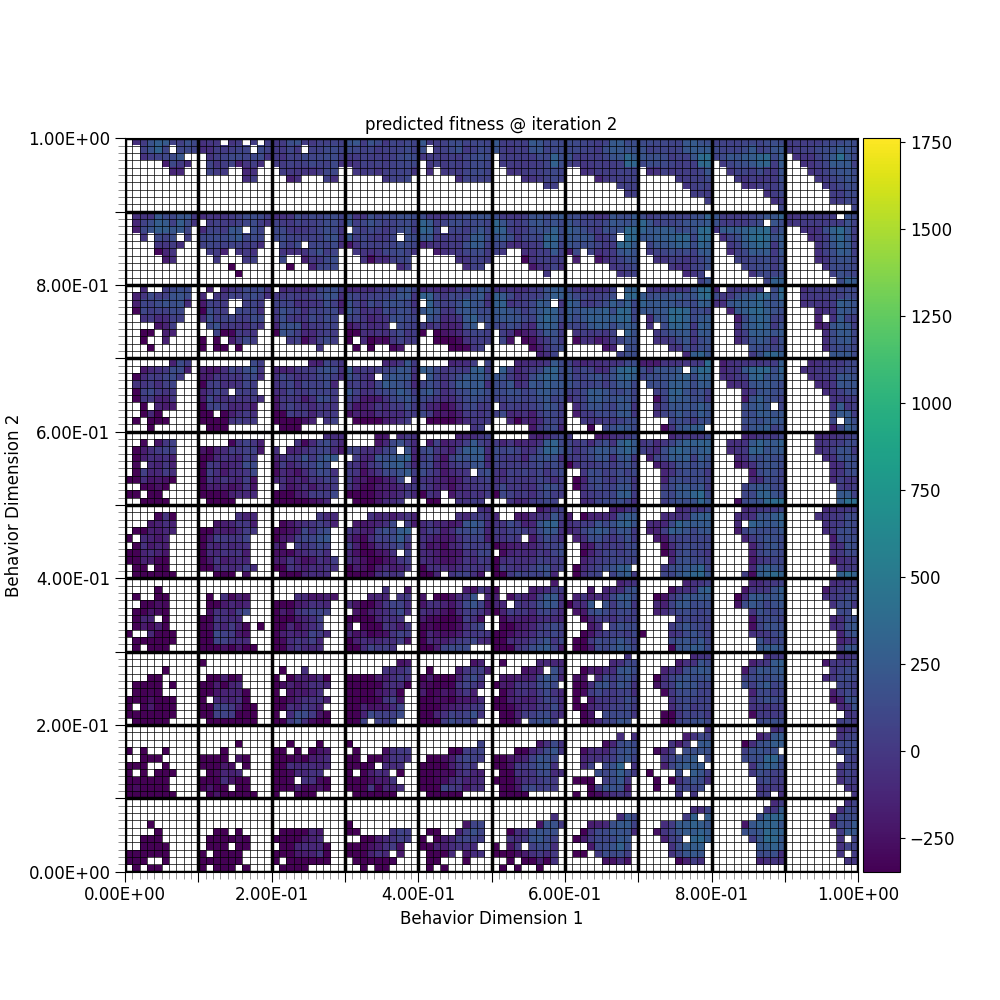 predicted fitness @ iteration 2
1.00E+00
8.00E-01
6.00E-01
4.00E-01
2.00E-01
0.00E+00
Behavior Dimension 2
0.00E+00 2.00E-01 4.00E-01 6.00E-01 8.00E-01 1.00E+00
Behavior Dimension 1
1750
1500
1250
1000
750
500
250
0
−250